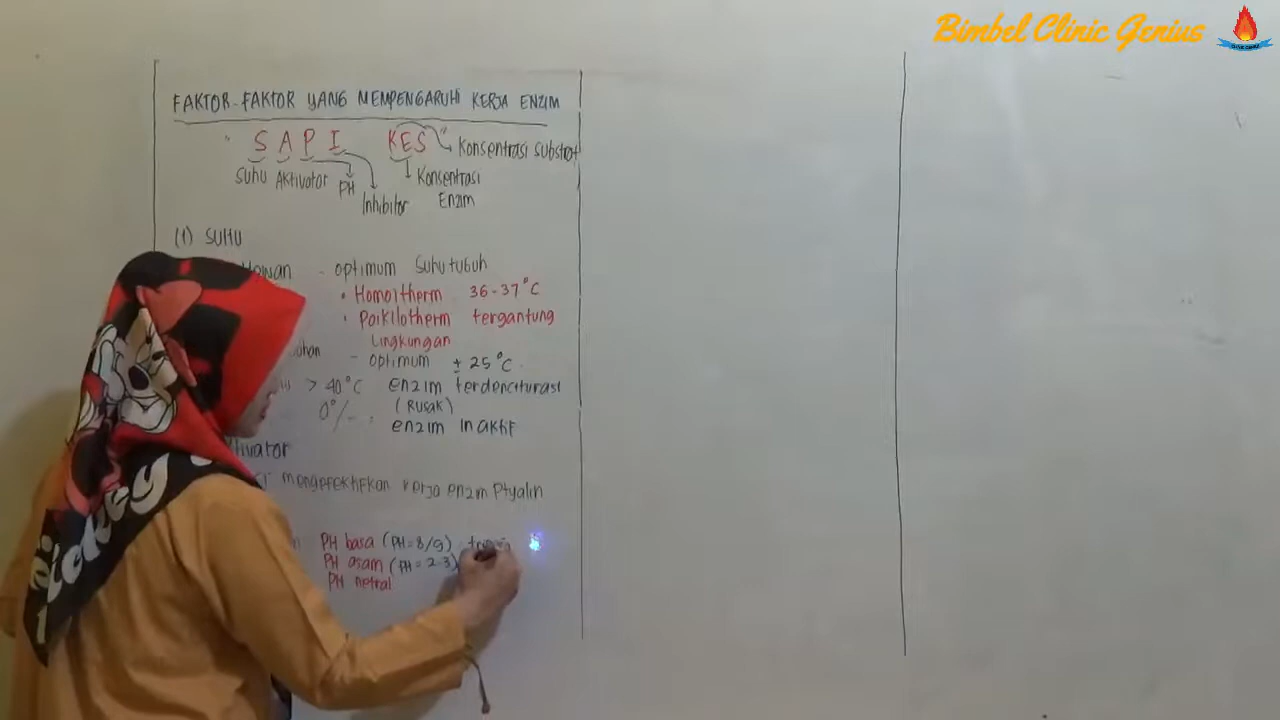 Bimbel Clinic Genius
FAKTOR-FAKTOR YANG MEMPENGARUHI KERJA ENZIM
"SAPI KES"
Konsentrasi Substrat
Suhu Aktivator PH Konsentrasi
Inhibitor Enzim
(1) SUHU
- optimum Suhu tubuh
• Homoitherm 36-37°C
• Poikilotherm tergantung
Lingkungan
- optimum ± 25°C
> 40°C enzim terdenaturasi
(Rusak)
0°/-
enzim inaktif
mengefektifkan kerja enzim Ptyalin
PH basa (PH = 8/9)
PH asam (PH = 2-3)
PH netral